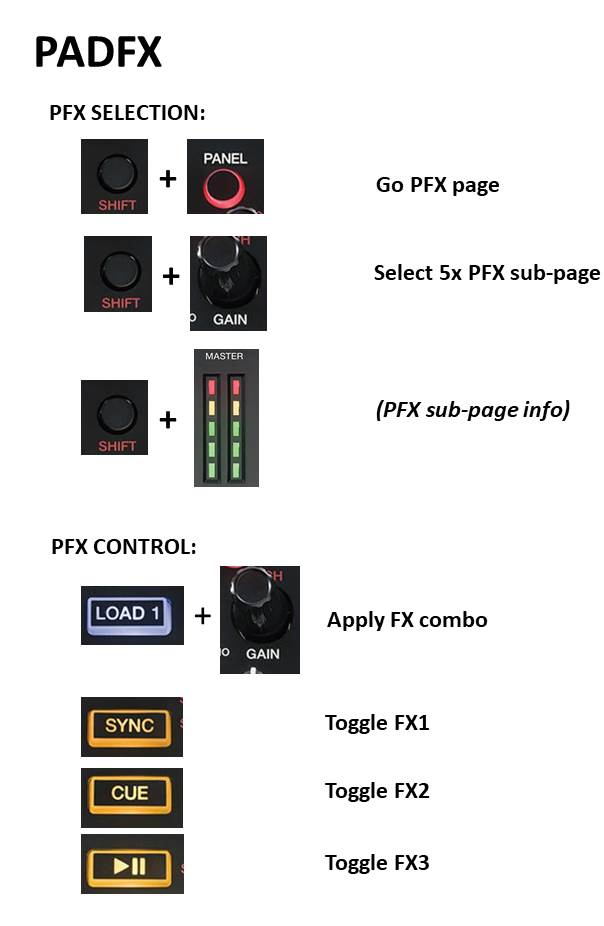 PADFX
PFX SELECTION:
SHIFT + PANEL Go PFX page
SHIFT + GAIN Select 5x PFX sub-page
MASTER
SHIFT + (PFX sub-page info)
PFX CONTROL:
LOAD 1 + GAIN Apply FX combo
SYNC Toggle FX1
CUE Toggle FX2
Toggle FX3